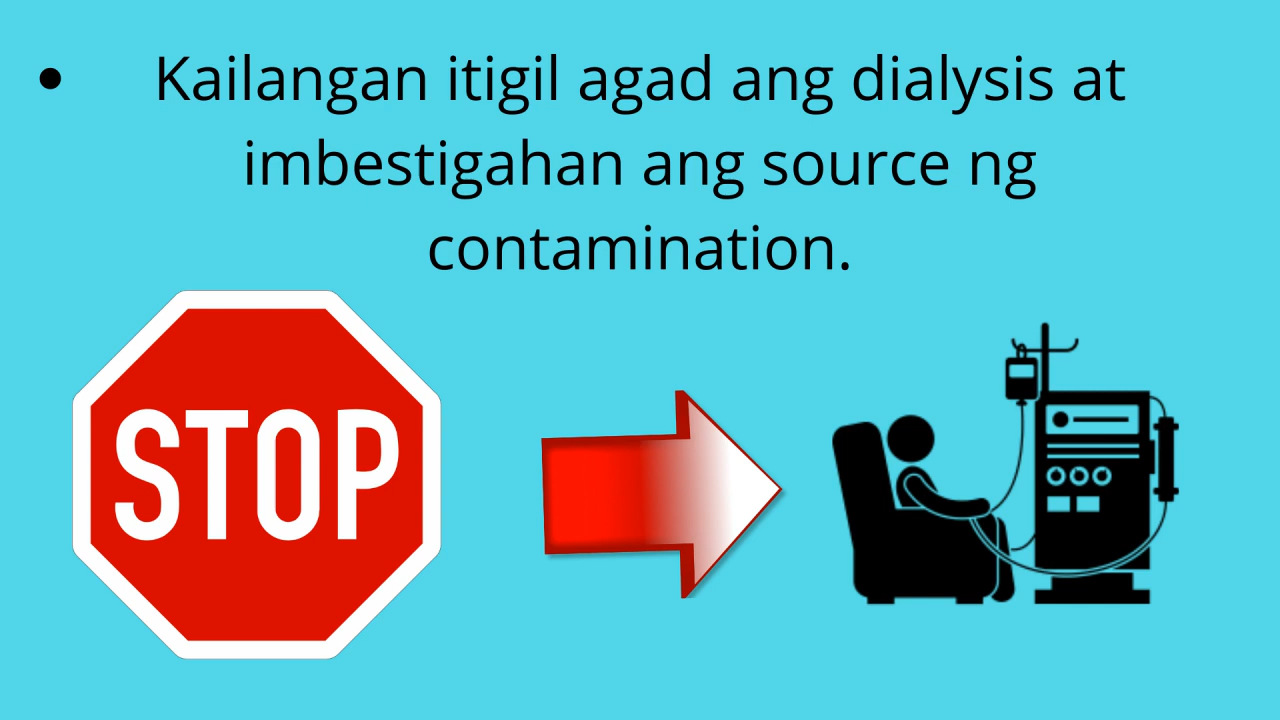 • Kailangan itigil agad ang dialysis at
imbestigahan ang source ng
contamination.
STOP